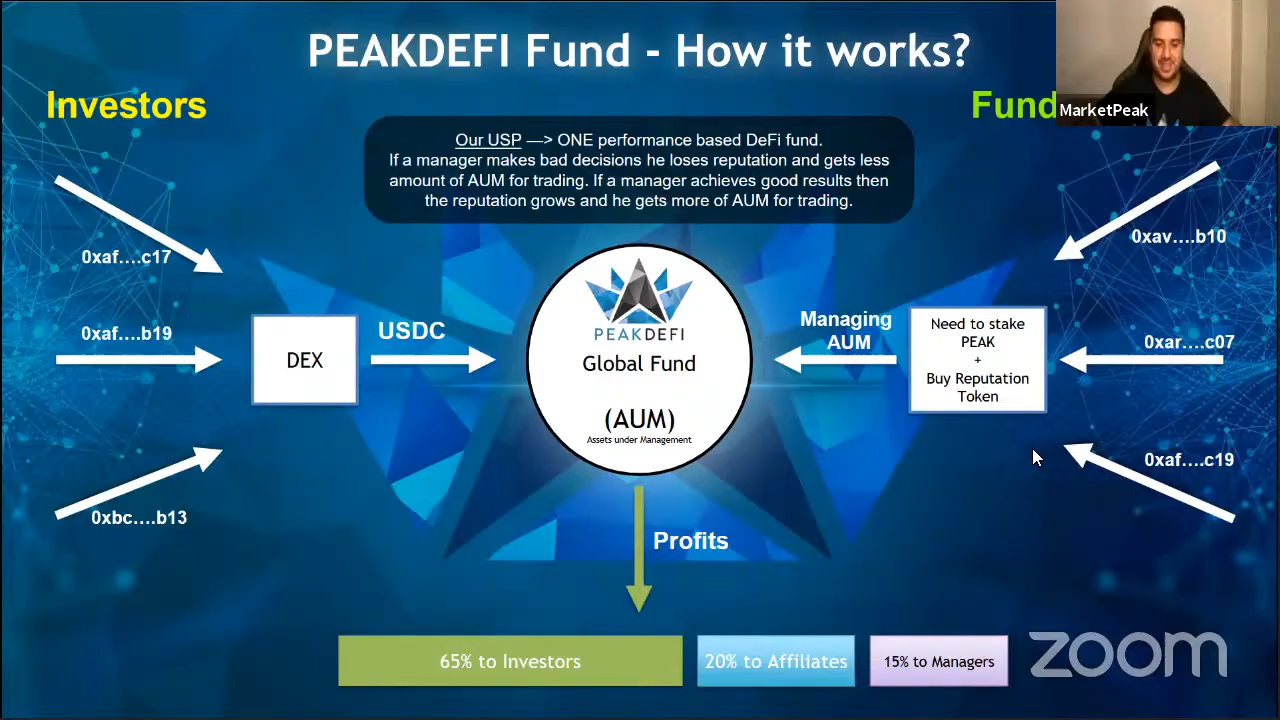 PEAKDEFI Fund - How it works?
Investors
Fund
MarketPeak
Our USP —> ONE performance based DeFi fund.
If a manager makes bad decisions he loses reputation and gets less
amount of AUM for trading. If a manager achieves good results then
the reputation grows and he gets more of AUM for trading.
0xaf....c17
0xaf....b19
0xbc....b13
DEX
USDC
PEAKDEFI
Global Fund
(AUM)
Assets under Management
Managing
AUM
Need to stake
PEAK
+
Buy Reputation
Token
0xav....b10
0xar....c07
0xaf....c19
Profits
65% to Investors
20% to Affiliates
15% to Managers
zoom